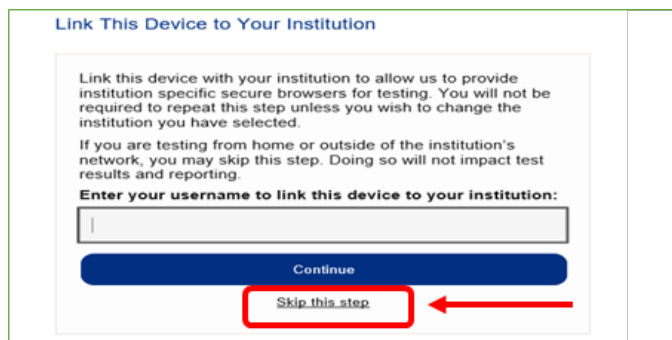 Link This Device to Your Institution
Link this device with your institution to allow us to provide
institution specific secure browsers for testing. You will not be
required to repeat this step unless you wish to change the
institution you have selected.
If you are testing from home or outside of the institution's
network, you may skip this step. Doing so will not impact test
results and reporting.
Enter your username to link this device to your institution:
Continue
Skip this step